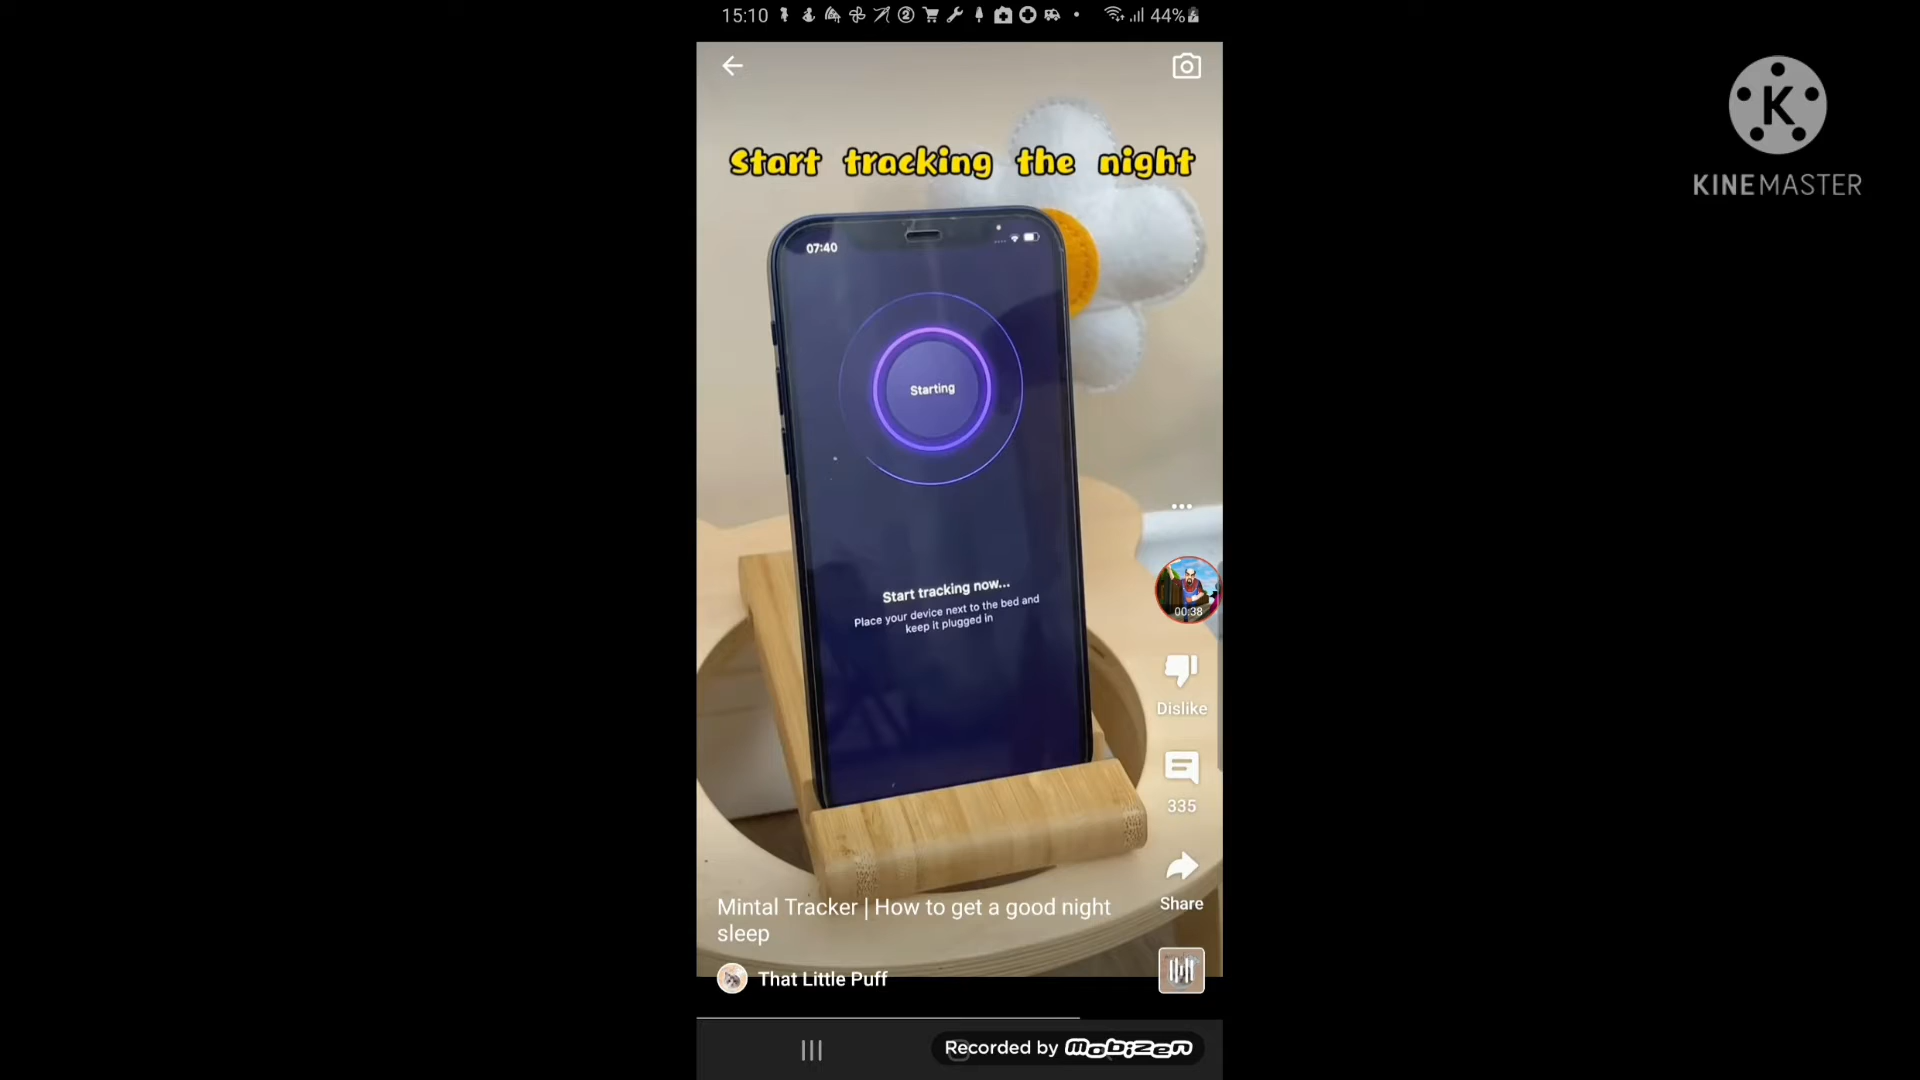 15:10
44%
K
KINEMASTER
Start tracking the night
07:40
Starting
Start tracking now...
Place your device next to the bed and
keep it plugged in
00:38
Dislike
335
Share
Mintal Tracker | How to get a good night
sleep
That Little Puff
Recorded by Mobizen